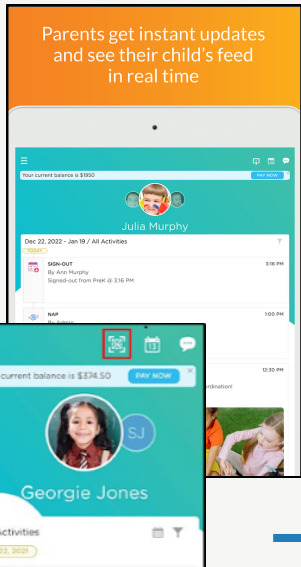 Parents get instant updates
and see their child's feed
in real time
Your current balance is $1950
PAY NOW
Julia Murphy
Dec 22, 2022 - Jan 19 / All Activities
TODAY
SIGN-OUT
3:16 PM
By Ann Murphy
Signed-out from PreK @ 3:16 PM
NAP
1:00 PM
By Admin
12:30 PM
rdination!
13
current balance is $374.50
PAY NOW
×
SJ
Georgie Jones
ctivities
22, 2021